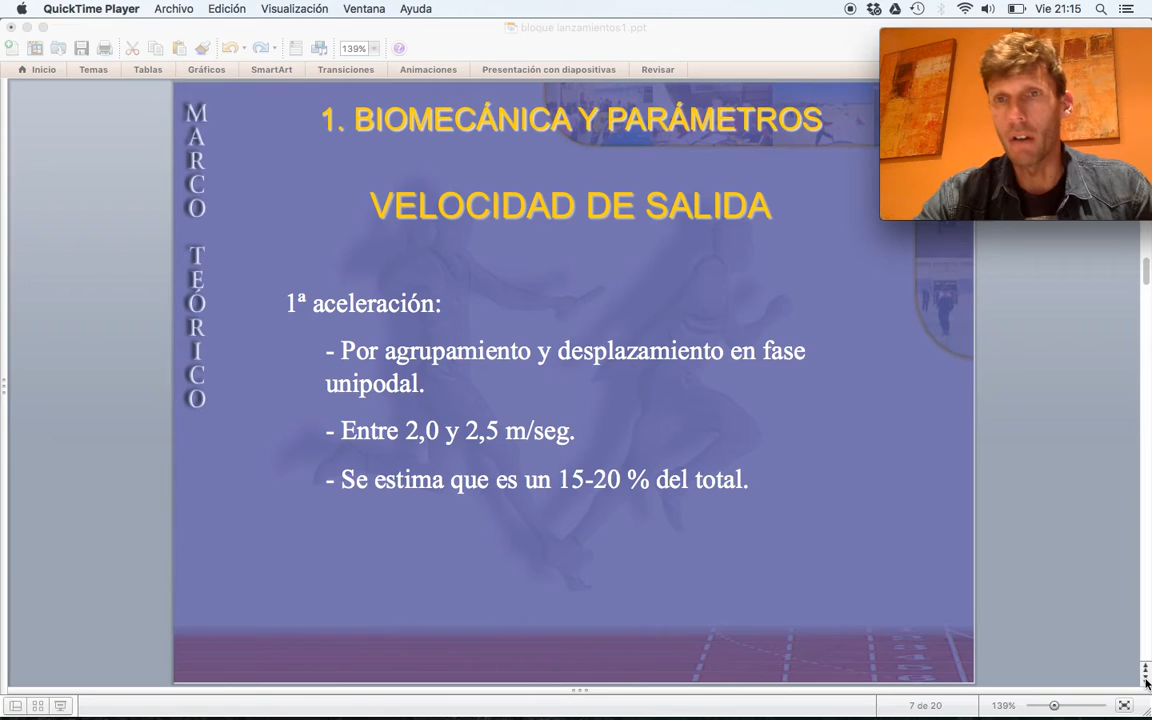 QuickTime Player Archivo Edición Visualización Ventana Ayuda Vie 21:15
bloque lanzamientos1.ppt
139%
Inicio Temas Tablas Gráficos SmartArt Transiciones Animaciones Presentación con diapositivas Revisar
MARCO TEÓRICO
1. BIOMECÁNICA Y PARÁMETROS
VELOCIDAD DE SALIDA
1ª aceleración:
- Por agrupamiento y desplazamiento en fase
unipodal.
- Entre 2,0 y 2,5 m/seg.
- Se estima que es un 15-20 % del total.
7 de 20 139%